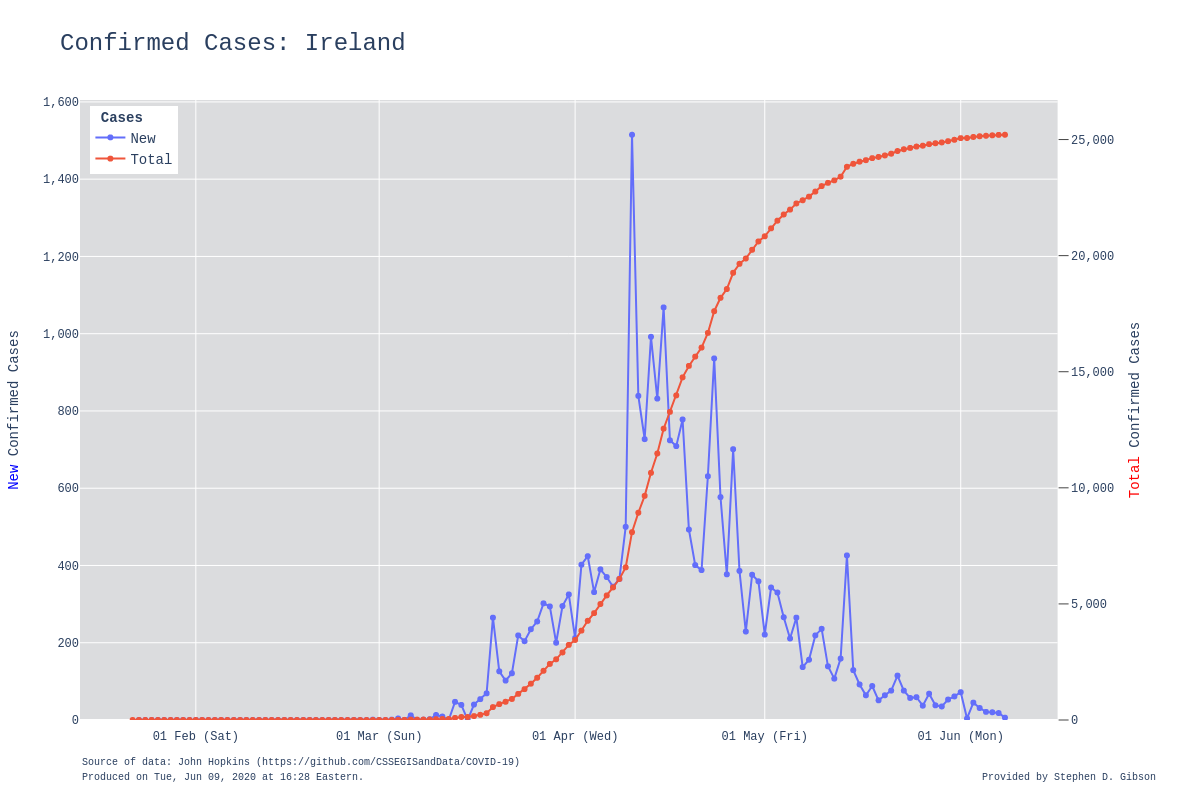 Confirmed Cases: Ireland
Cases
New
Total
1,600
1,400
1,200
1,000
800
600
400
200
0
New Confirmed Cases
25,000
20,000
15,000
10,000
5,000
0
Total Confirmed Cases
01 Feb (Sat) 01 Mar (Sun) 01 Apr (Wed) 01 May (Fri) 01 Jun (Mon)
Source of data: John Hopkins (https://github.com/CSSEGISandData/COVID-19)
Produced on Tue, Jun 09, 2020 at 16:28 Eastern.
Provided by Stephen D. Gibson